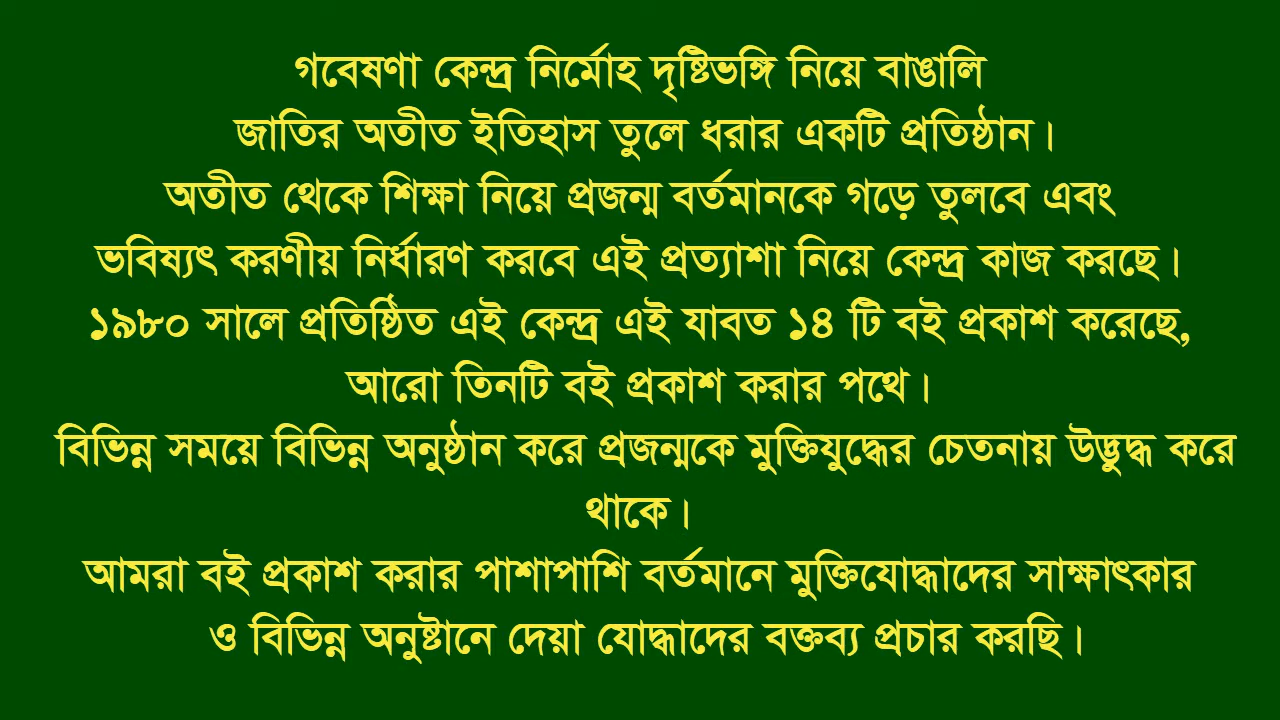 গবেষণা কেন্দ্র নির্মোহ দৃষ্টিভঙ্গি নিয়ে বাঙালি
জাতির অতীত ইতিহাস তুলে ধরার একটি প্রতিষ্ঠান।
অতীত থেকে শিক্ষা নিয়ে প্রজন্ম বর্তমানকে গড়ে তুলবে এবং
ভবিষ্যৎ করণীয় নির্ধারণ করবে এই প্রত্যাশা নিয়ে কেন্দ্র কাজ করছে।
১৯৮০ সালে প্রতিষ্ঠিত এই কেন্দ্র এই যাবত ১৪ টি বই প্রকাশ করেছে,
আরো তিনটি বই প্রকাশ করার পথে।
বিভিন্ন সময়ে বিভিন্ন অনুষ্ঠান করে প্রজন্মকে মুক্তিযুদ্ধের চেতনায় উদ্ভুদ্ধ করে
থাকে।
আমরা বই প্রকাশ করার পাশাপাশি বর্তমানে মুক্তিযোদ্ধাদের সাক্ষাৎকার
ও বিভিন্ন অনুষ্টানে দেয়া যোদ্ধাদের বক্তব্য প্রচার করছি।